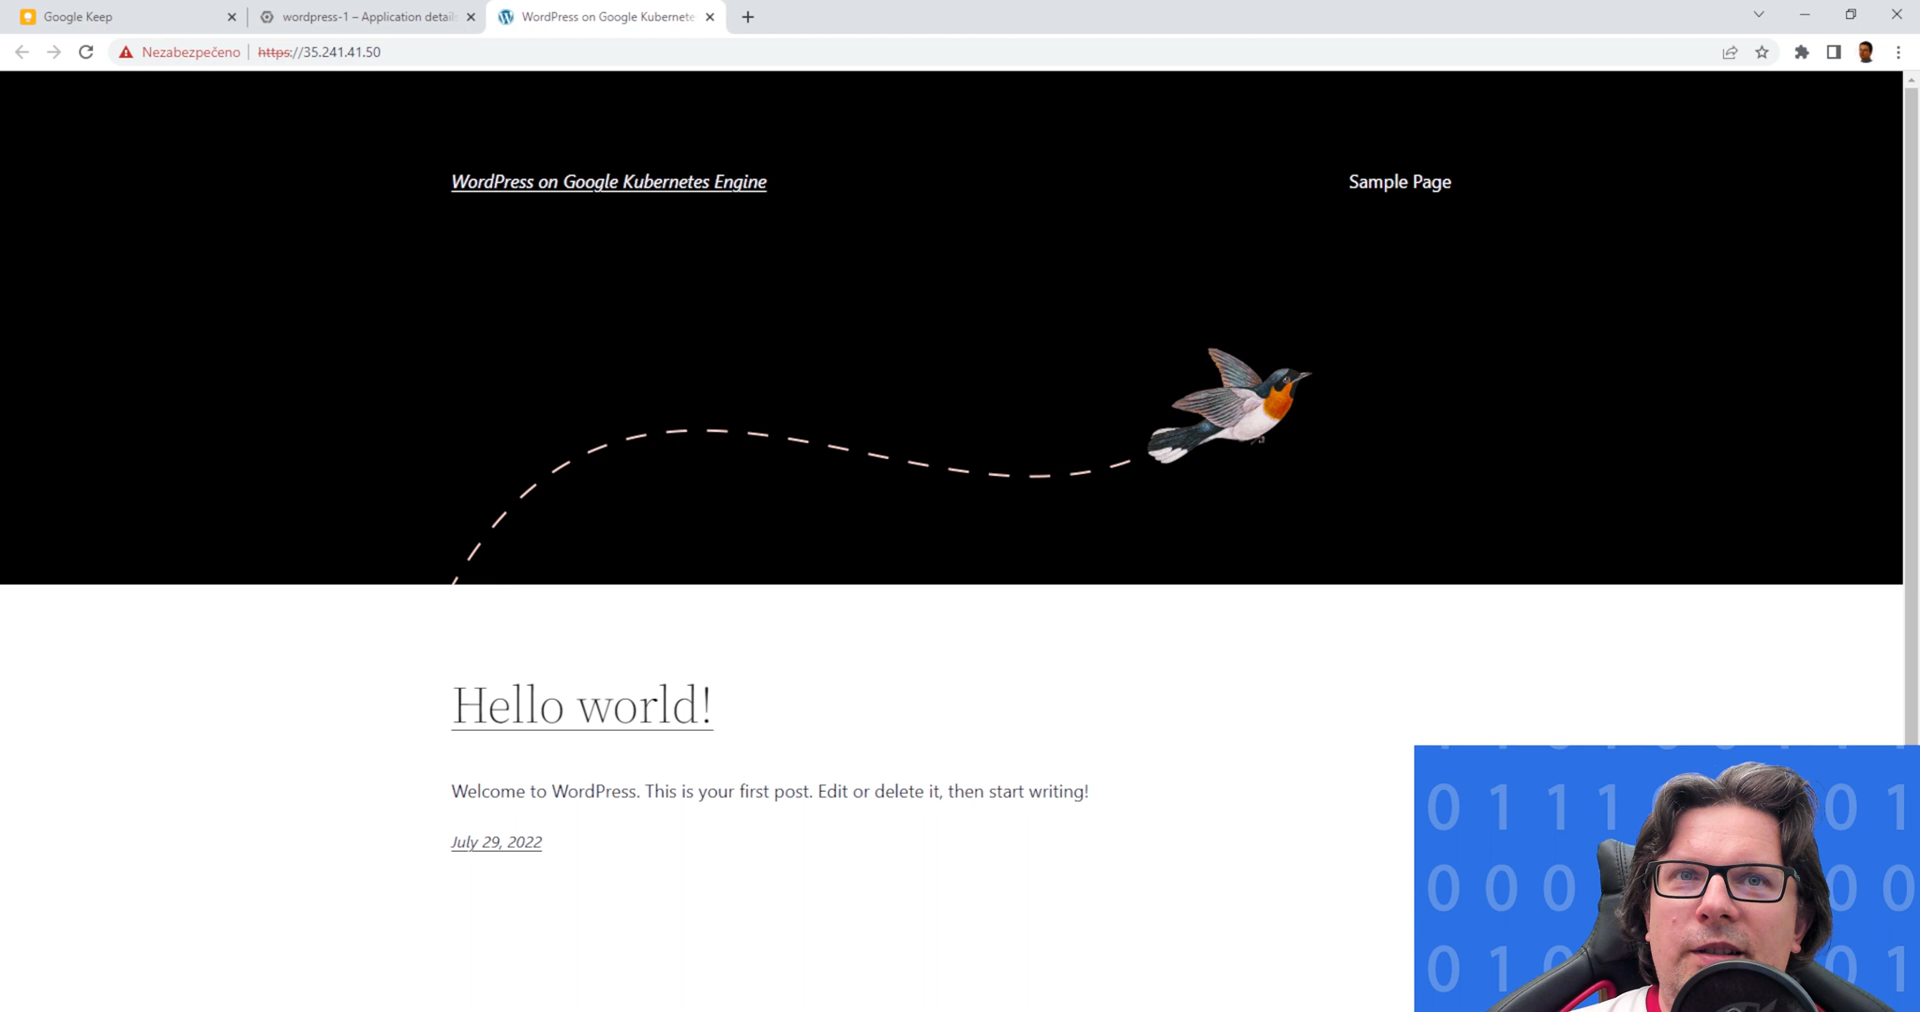 Google Keep
wordpress-1 – Application details
WordPress on Google Kubernete
Nezabezpečeno
https://35.241.41.50
WordPress on Google Kubernetes Engine
Sample Page
Hello world!
Welcome to WordPress. This is your first post. Edit or delete it, then start writing!
July 29, 2022
0 1 1 1 0 1
0 0 0 0 0
0 1 0 1